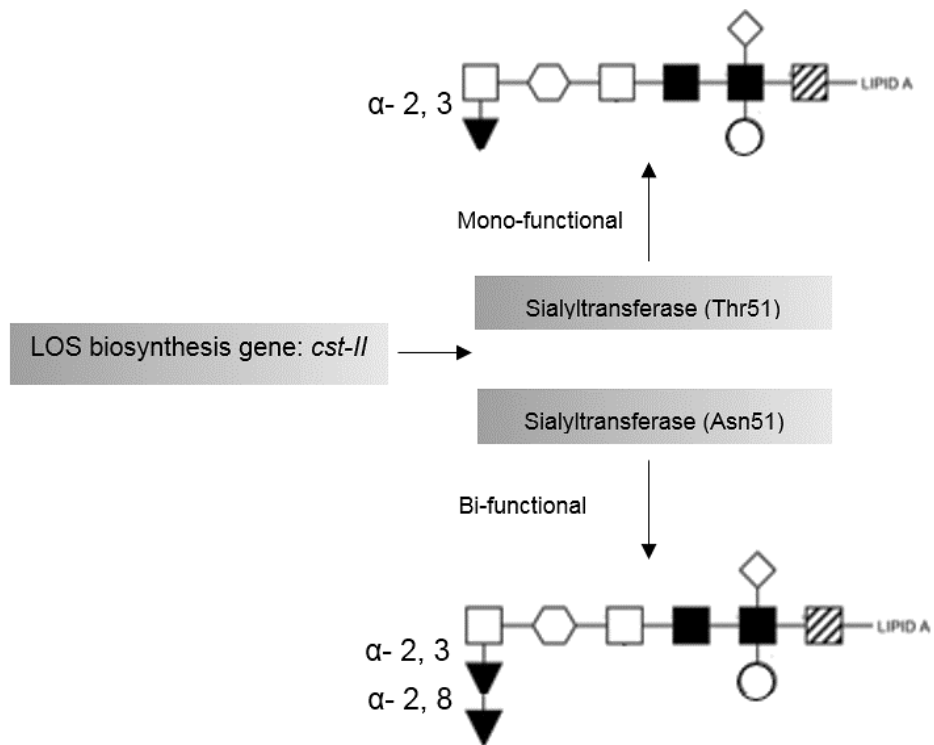 LIPID A
α- 2, 3
Mono-functional
Sialyltransferase (Thr51)
LOS biosynthesis gene: cst-II
Sialyltransferase (Asn51)
Bi-functional
LIPID A
α- 2, 3
α- 2, 8